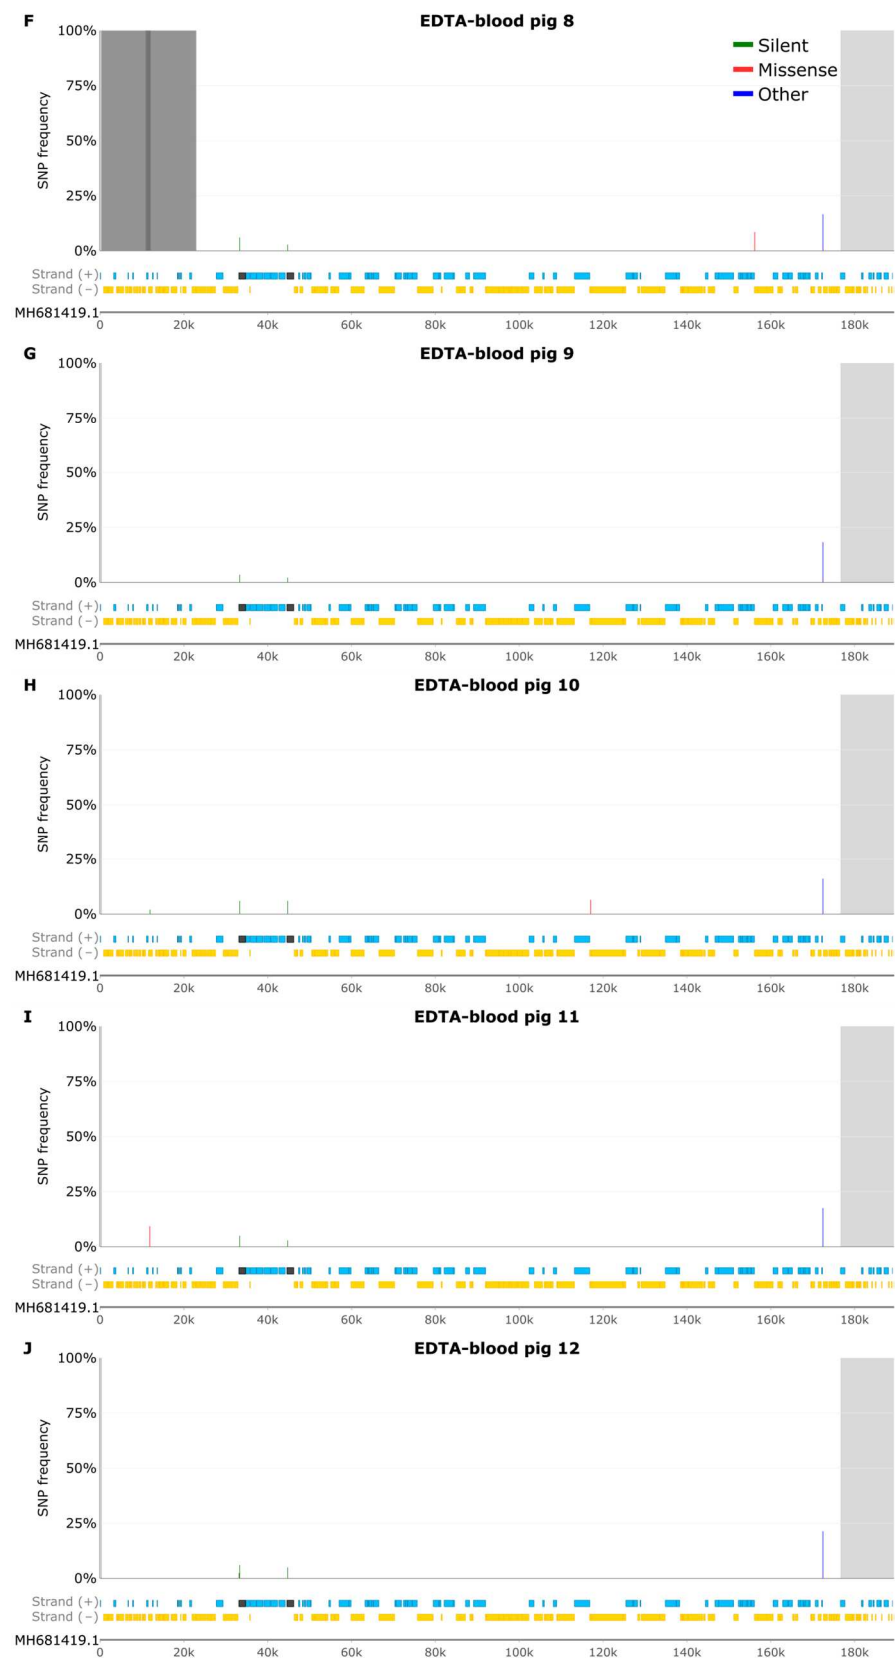 F EDTA-blood pig 8
100%
Silent
Missense
Other
75%
SNP frequency
50%
25%
0%
Strand (+)
Strand (−)
MH681419.1
0 20k 40k 60k 80k 100k 120k 140k 160k 180k
G EDTA-blood pig 9
100%
75%
SNP frequency
50%
25%
0%
Strand (+)
Strand (−)
MH681419.1
0 20k 40k 60k 80k 100k 120k 140k 160k 180k
H EDTA-blood pig 10
100%
75%
SNP frequency
50%
25%
0%
Strand (+)
Strand (−)
MH681419.1
0 20k 40k 60k 80k 100k 120k 140k 160k 180k
I EDTA-blood pig 11
100%
75%
SNP frequency
50%
25%
0%
Strand (+)
Strand (−)
MH681419.1
0 20k 40k 60k 80k 100k 120k 140k 160k 180k
J EDTA-blood pig 12
100%
75%
SNP frequency
50%
25%
0%
Strand (+)
Strand (−)
MH681419.1
0 20k 40k 60k 80k 100k 120k 140k 160k 180k